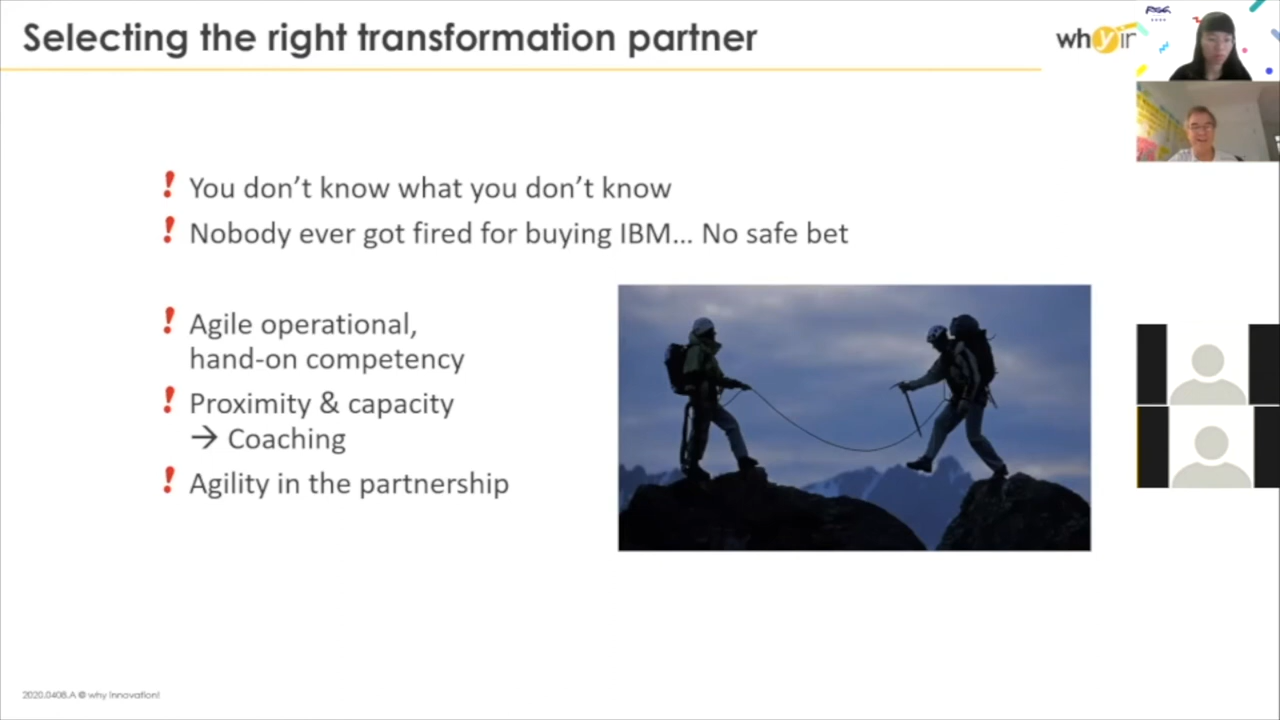 Selecting the right transformation partner
whyin
! You don't know what you don't know
! Nobody ever got fired for buying IBM... No safe bet
! Agile operational,
hand-on competency
! Proximity & capacity
→ Coaching
! Agility in the partnership
2020.0408.A @ why innovation!